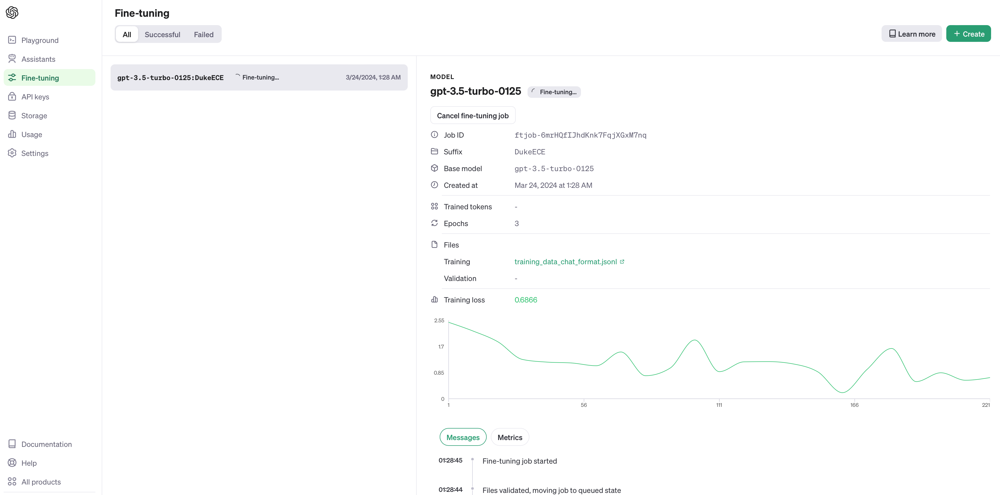 Fine-tuning
All Successful Failed
Learn more
+ Create
Playground
Assistants
Fine-tuning
API keys
Storage
Usage
Settings
Documentation
Help
All products
gpt-3.5-turbo-0125:DukeECE Fine-tuning... 3/24/2024, 1:28 AM
MODEL
gpt-3.5-turbo-0125 Fine-tuning...
Cancel fine-tuning job
Job ID ftjob-6mrHQfIJhdKnk7FqjXGxM7nq
Suffix DukeECE
Base model gpt-3.5-turbo-0125
Created at Mar 24, 2024 at 1:28 AM
Trained tokens -
Epochs 3
Files
Training training_data_chat_format.jsonl
Validation -
Training loss 0.6866
2.55
1.7
0.85
0
1 56 111 166 221
Messages Metrics
01:28:45 Fine-tuning job started
01:28:44 Files validated, moving job to queued state